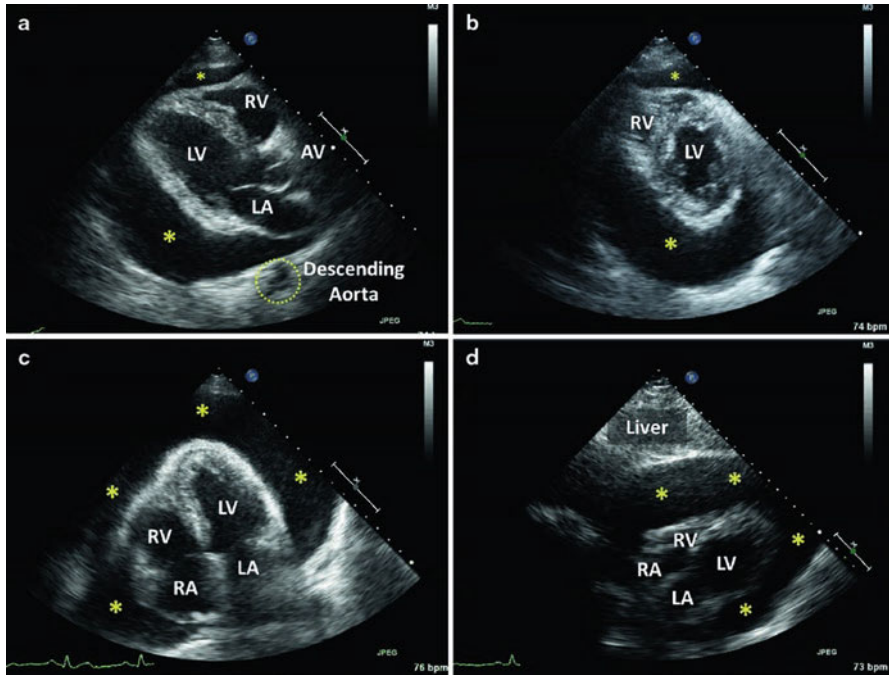 a
M3
RV
LV
AV
LA
Descending
Aorta
JPEG
b
M3
RV
LV
JPEG
74 bpm
c
M3
LV
RV
LA
RA
JPEG
76 bpm
d
M3
Liver
RV
RA
LV
LA
JPEG
73 bpm